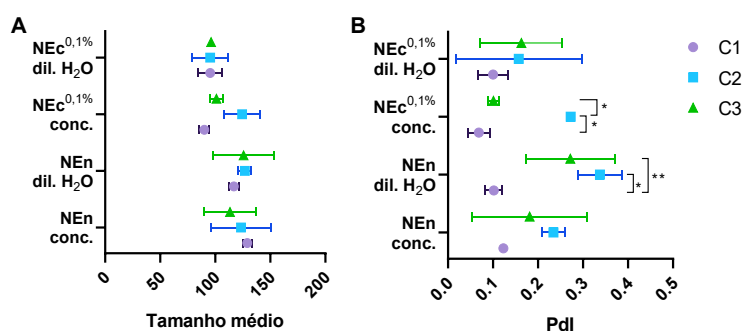 A
NEc0,1%
dil. H2O
NEc0,1%
conc.
NEn
dil. H2O
NEn
conc.
0
50
100
150
200
Tamanho médio
B
NEc0,1%
dil. H2O
NEc0,1%
conc.
NEn
dil. H2O
NEn
conc.
*
*
*
**
0.0
0.1
0.2
0.3
0.4
0.5
PdI
C1
C2
C3